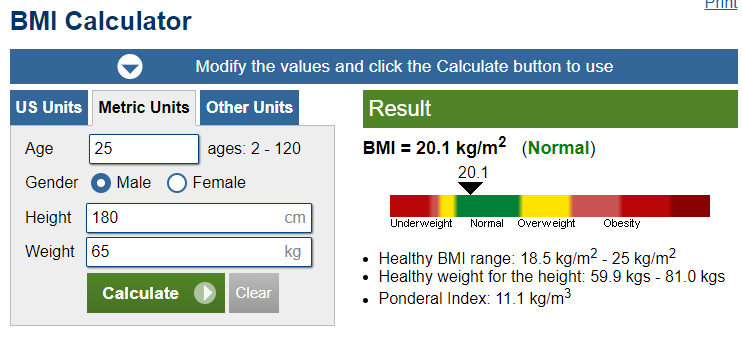 Print
BMI Calculator
Modify the values and click the Calculate button to use
US Units Metric Units Other Units
Age 25 ages: 2 - 120
Gender Male Female
Height 180 cm
Weight 65 kg
Calculate Clear
Result
BMI = 20.1 kg/m² (Normal)
20.1
Underweight Normal Overweight Obesity
• Healthy BMI range: 18.5 kg/m² - 25 kg/m²
• Healthy weight for the height: 59.9 kgs - 81.0 kgs
• Ponderal Index: 11.1 kg/m³